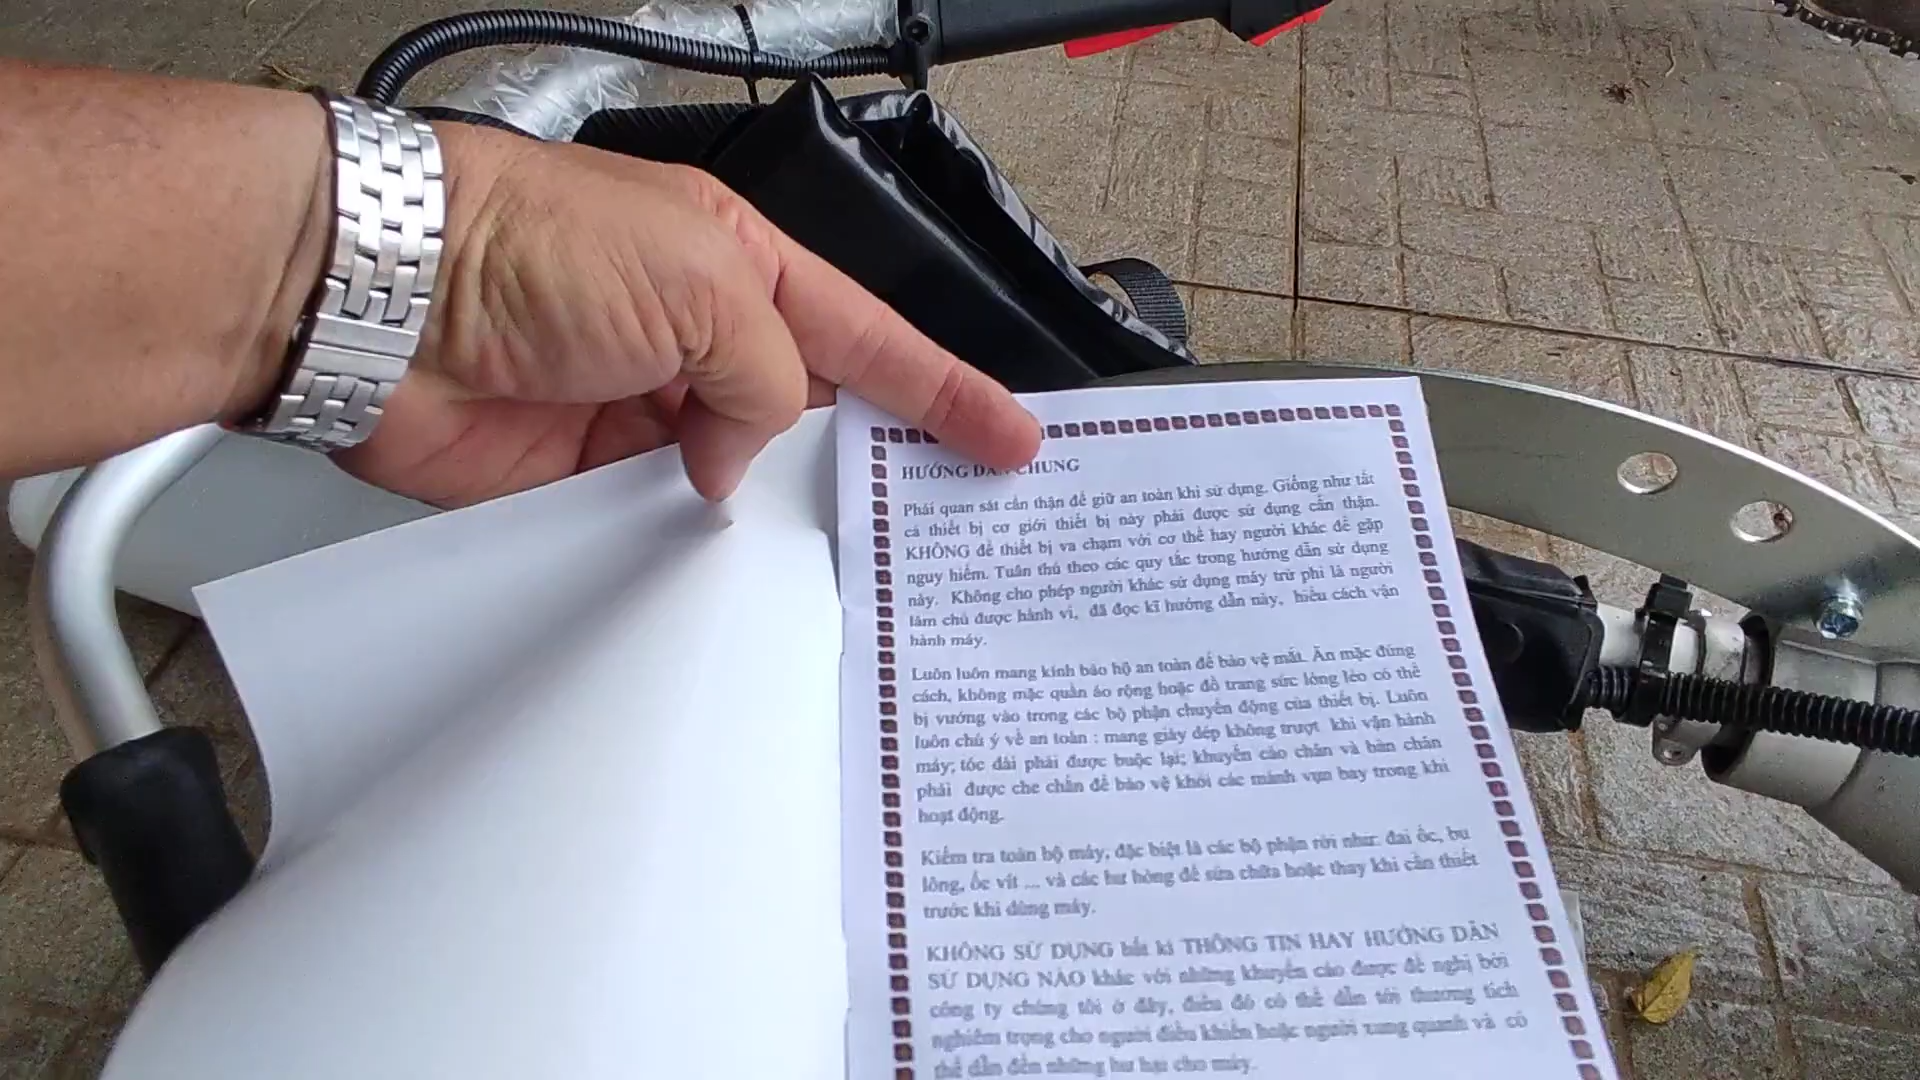 HƯỚNG DẪN CHUNG
Phải quan sát cẩn thận để giữ an toàn khi sử dụng. Giống như tất
cả thiết bị cơ giới thiết bị này phải được sử dụng cẩn thận.
KHÔNG để thiết bị va chạm với cơ thể hay người khác để gặp
nguy hiểm. Tuân thủ theo các quy tắc trong hướng dẫn sử dụng
này. Không cho phép người khác sử dụng máy trừ phi là người
làm chủ được hành vi, đã đọc kĩ hướng dẫn này, hiểu cách vận
hành máy.
Luôn luôn mang kính bảo hộ an toàn để bảo vệ mắt. Ăn mặc đúng
cách, không mặc quần áo rộng hoặc đồ trang sức lỏng lẻo có thể
bị vướng vào trong các bộ phận chuyển động của thiết bị. Luôn
luôn chú ý về an toàn : mang giày dép không trượt khi vận hành
máy; tóc dài phải được buộc lại; khuyến cáo chân và bàn chân
phải được che chắn để bảo vệ khỏi các mảnh vụn bay trong khi
hoạt động.
Kiểm tra toàn bộ máy, đặc biệt là các bộ phận rời như: đai ốc, bu
lông, ốc vít ... và các hư hỏng để sửa chữa hoặc thay khi cần thiết
trước khi dùng máy.
KHÔNG SỬ DỤNG bất kì THÔNG TIN HAY HƯỚNG DẪN
SỬ DỤNG NÀO khác với những khuyến cáo được đề nghị bởi
công ty chúng tôi ở đây, điều đó có thể dẫn tới thương tích
nghiêm trọng cho người điều khiển hoặc người xung quanh và có
thể dẫn đến những hư hại cho máy.